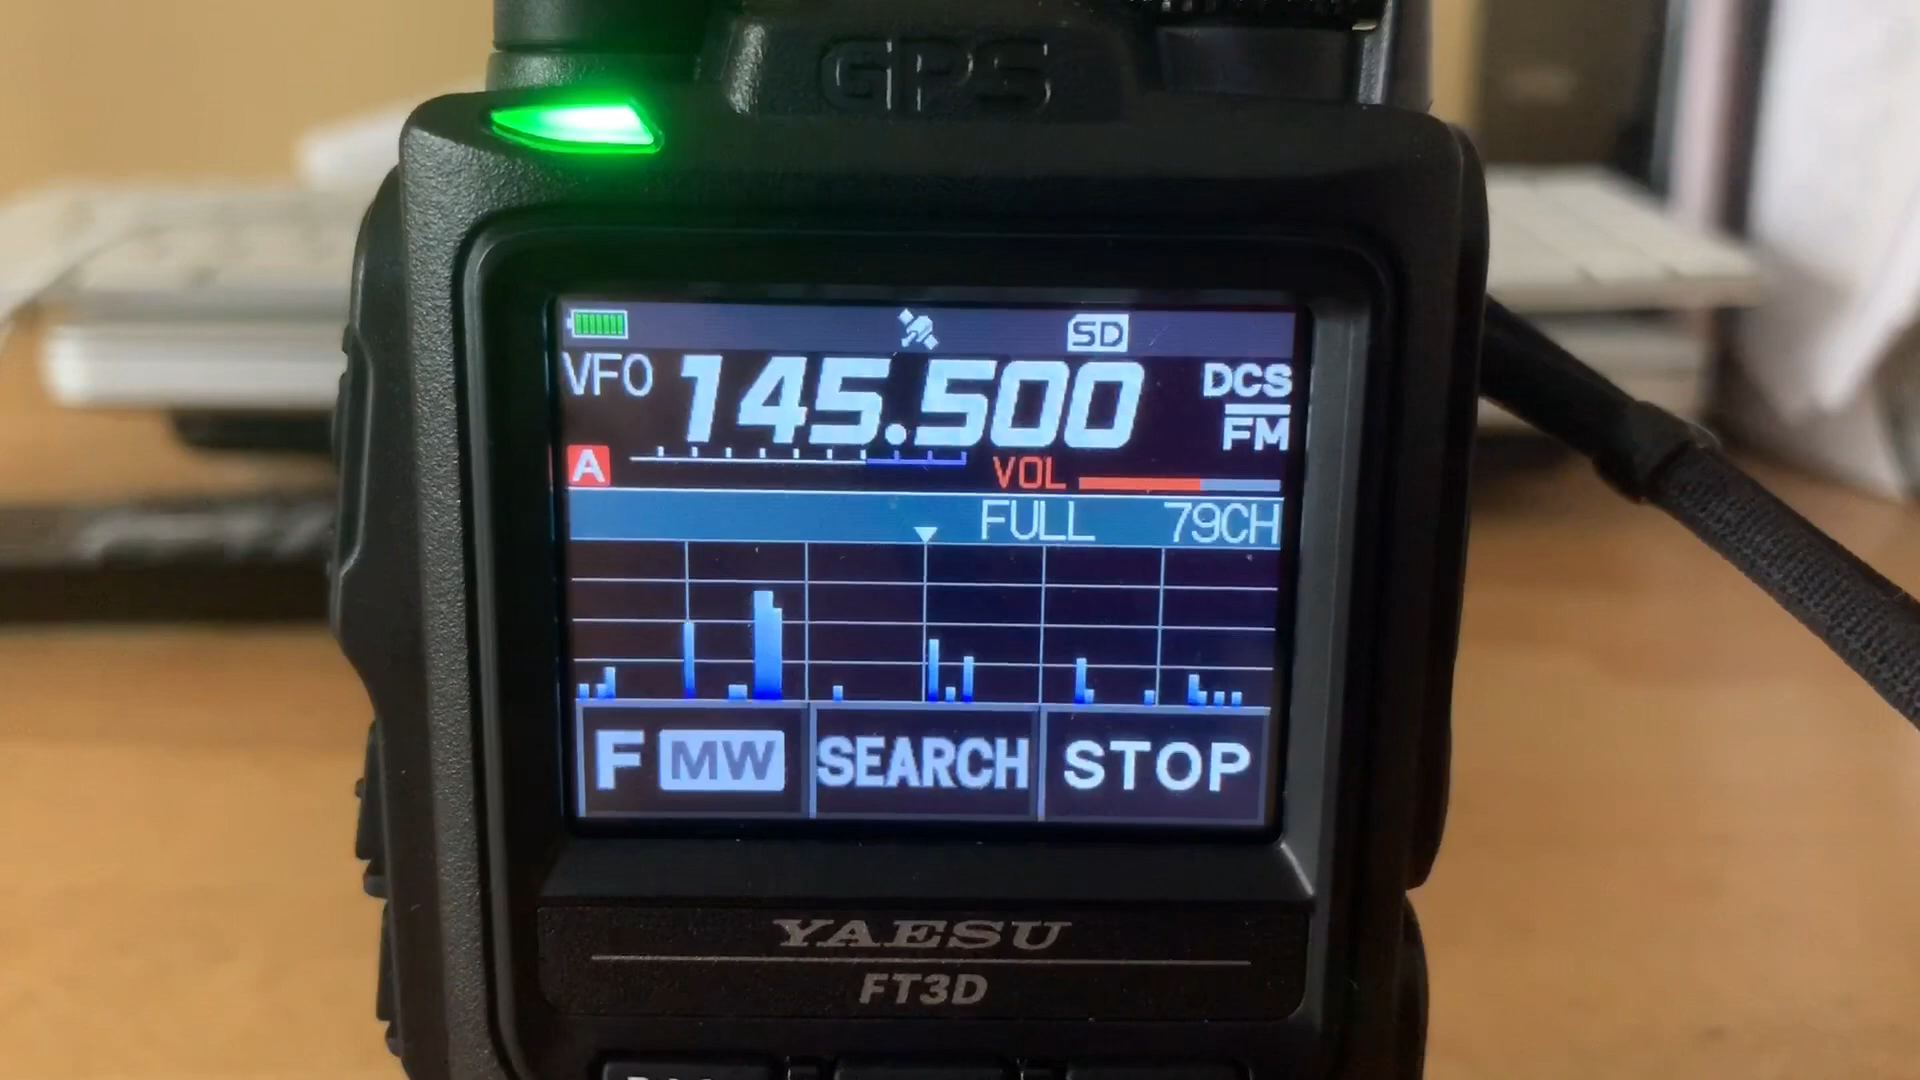 GPS
SD
VFO 145.500 DCS
FM
A VOL
FULL 79CH
F MW SEARCH STOP
YAESU
FT3D